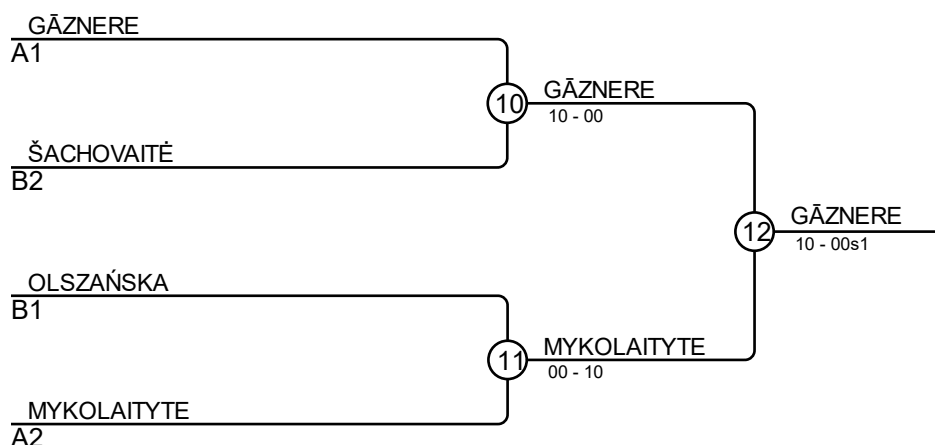 GĀZNERE
A1
10
GĀZNERE
10 - 00
ŠACHOVAITĖ
B2
12
GĀZNERE
10 - 00s1
OLSZAŃSKA
B1
11
MYKOLAITYTE
00 - 10
MYKOLAITYTE
A2